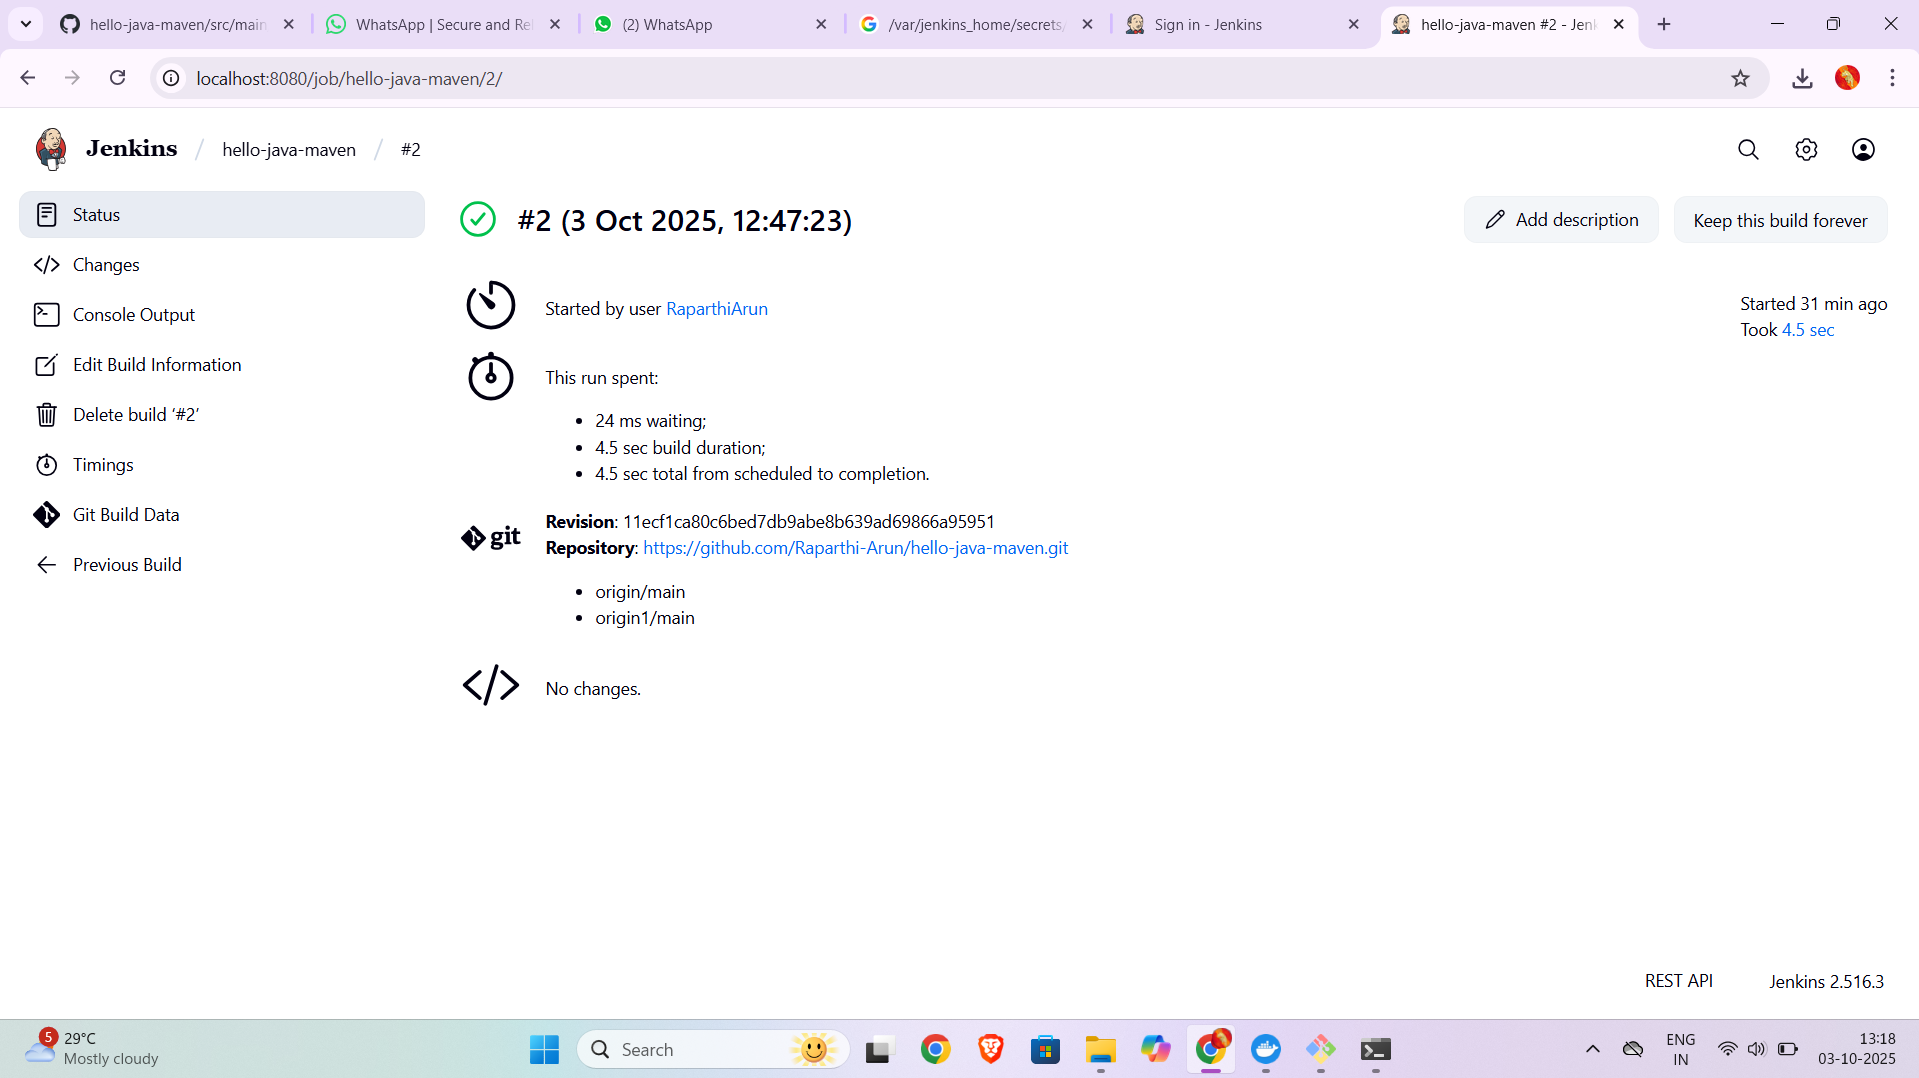 hello-java-maven/src/main
WhatsApp | Secure and Rel
(2) WhatsApp
/var/jenkins_home/secrets/
Sign in - Jenkins
hello-java-maven #2 - Jenk
localhost:8080/job/hello-java-maven/2/
Jenkins / hello-java-maven / #2
Status
Changes
Console Output
Edit Build Information
Delete build ‘#2’
Timings
Git Build Data
Previous Build
#2 (3 Oct 2025, 12:47:23)
Add description
Keep this build forever
Started by user RaparthiArun
Started 31 min ago
Took 4.5 sec
This run spent:
24 ms waiting;
4.5 sec build duration;
4.5 sec total from scheduled to completion.
git
Revision: 11ecf1ca80c6bed7db9abe8b639ad69866a95951
Repository: https://github.com/Raparthi-Arun/hello-java-maven.git
origin/main
origin1/main
No changes.
REST API
Jenkins 2.516.3
5
29°C
Mostly cloudy
Search
ENG
IN
13:18
03-10-2025